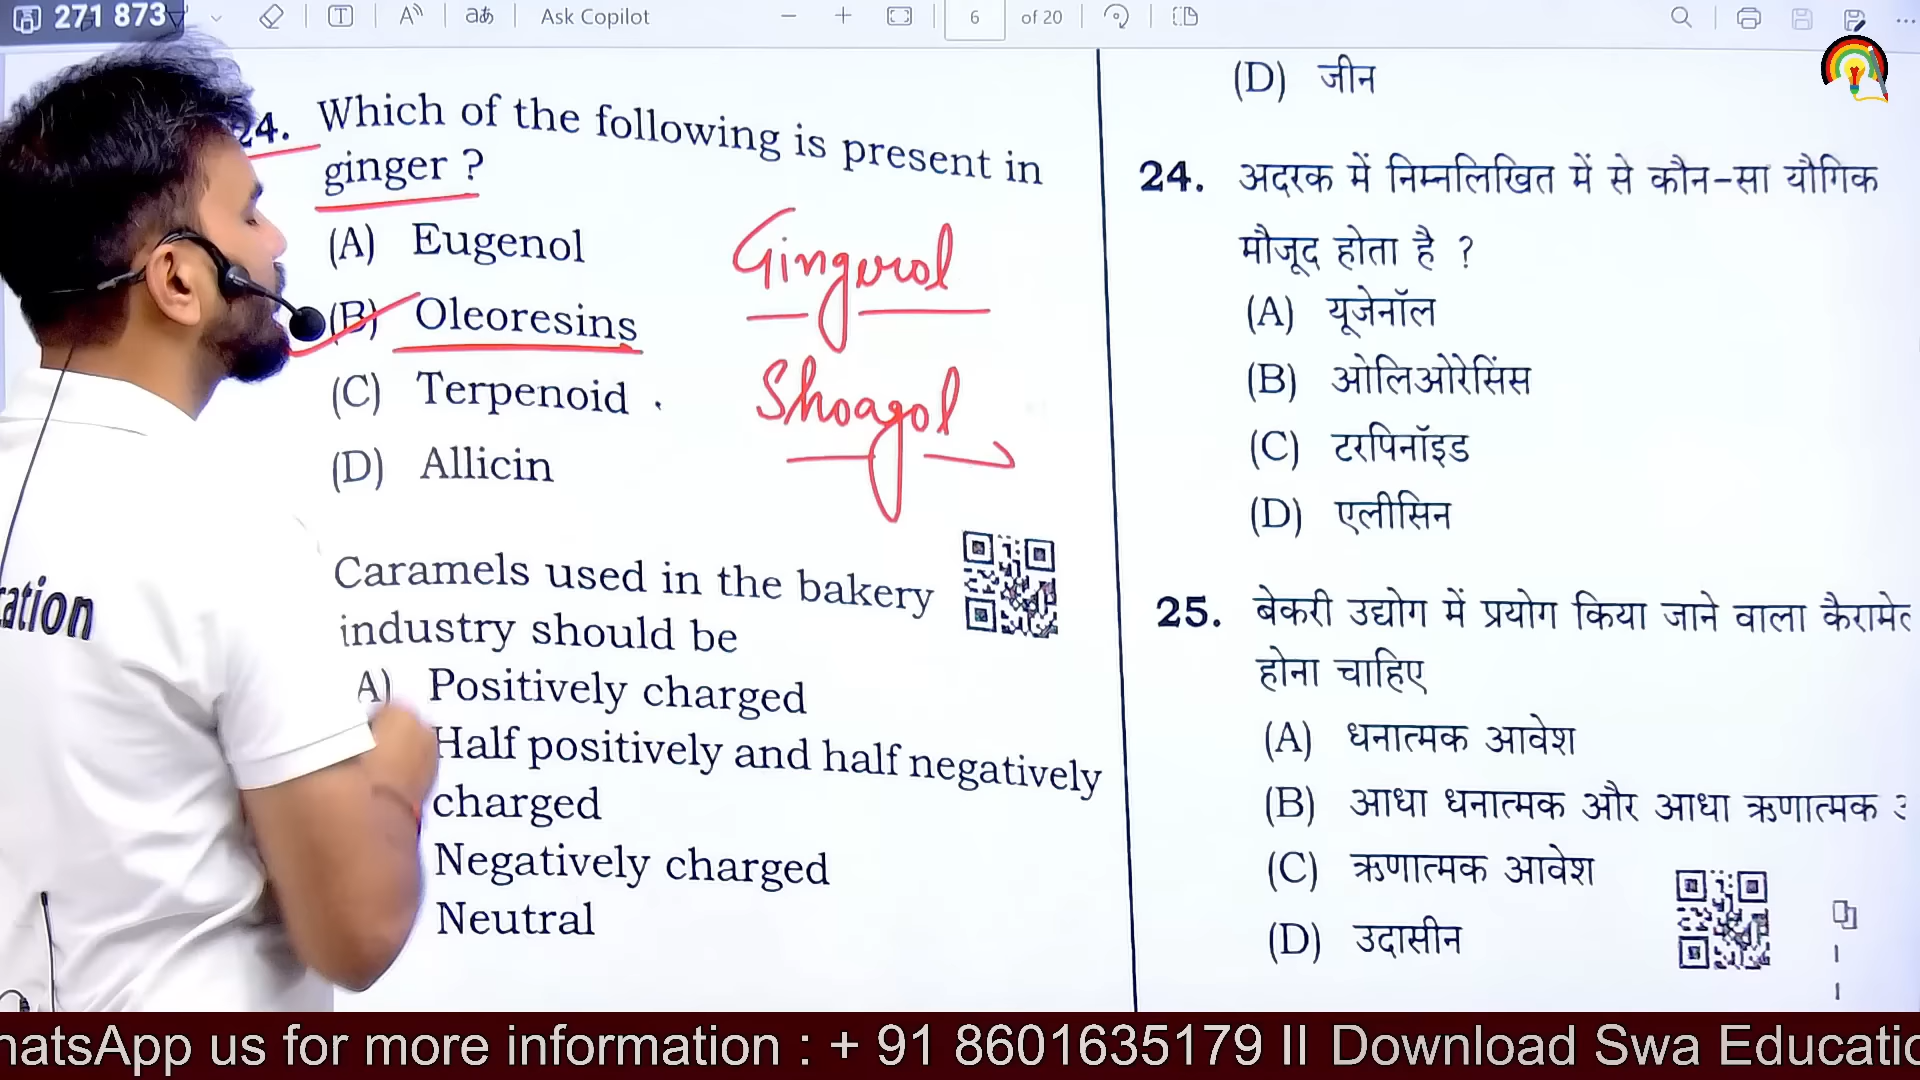 271 873
Ask Copilot
6 of 20
24. Which of the following is present in
ginger ?
(A) Eugenol
(B) Oleoresins
(C) Terpenoid
(D) Allicin
Gingerol
Shoagol
Caramels used in the bakery
industry should be
A) Positively charged
Half positively and half negatively
charged
Negatively charged
Neutral
(D) जीन
24. अदरक में निम्नलिखित में से कौन-सा यौगिक
मौजूद होता है ?
(A) यूजेनॉल
(B) ओलिओरेसिंस
(C) टरपिनॉइड
(D) एलीसिन
25. बेकरी उद्योग में प्रयोग किया जाने वाला
होना चाहिए
(A) धनात्मक आवेश
(B) आधा धनात्मक और आधा ऋणात्मक
(C) ऋणात्मक आवेश
(D) उदासीन
ation
hatsApp us for more information : + 91 8601635179 II Download Swa Educatio